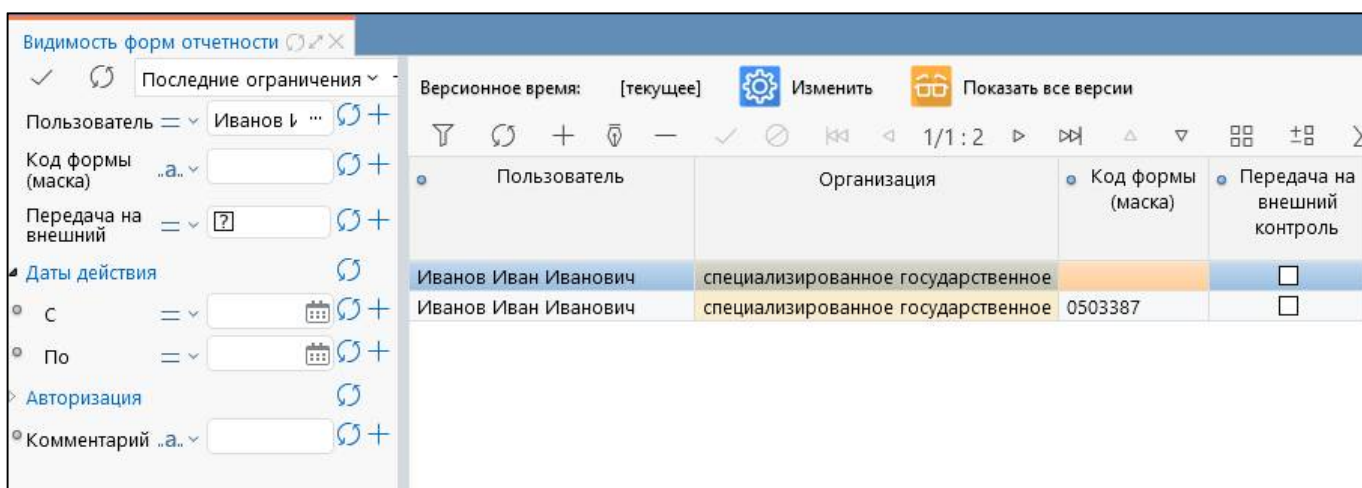 Видимость форм отчетности
Последние ограничения
Пользователь = Иванов И ...
Код формы
(маска) ..а..
Передача на
внешний = ?
Даты действия
С =
По =
Авторизация
Комментарий ..а..
Версионное время: [текущее] Изменить Показать все версии
1/1 : 2
Пользователь Организация Код формы
(маска) Передача на
внешний
контроль
Иванов Иван Иванович специализированное государственное
Иванов Иван Иванович специализированное государственное 0503387